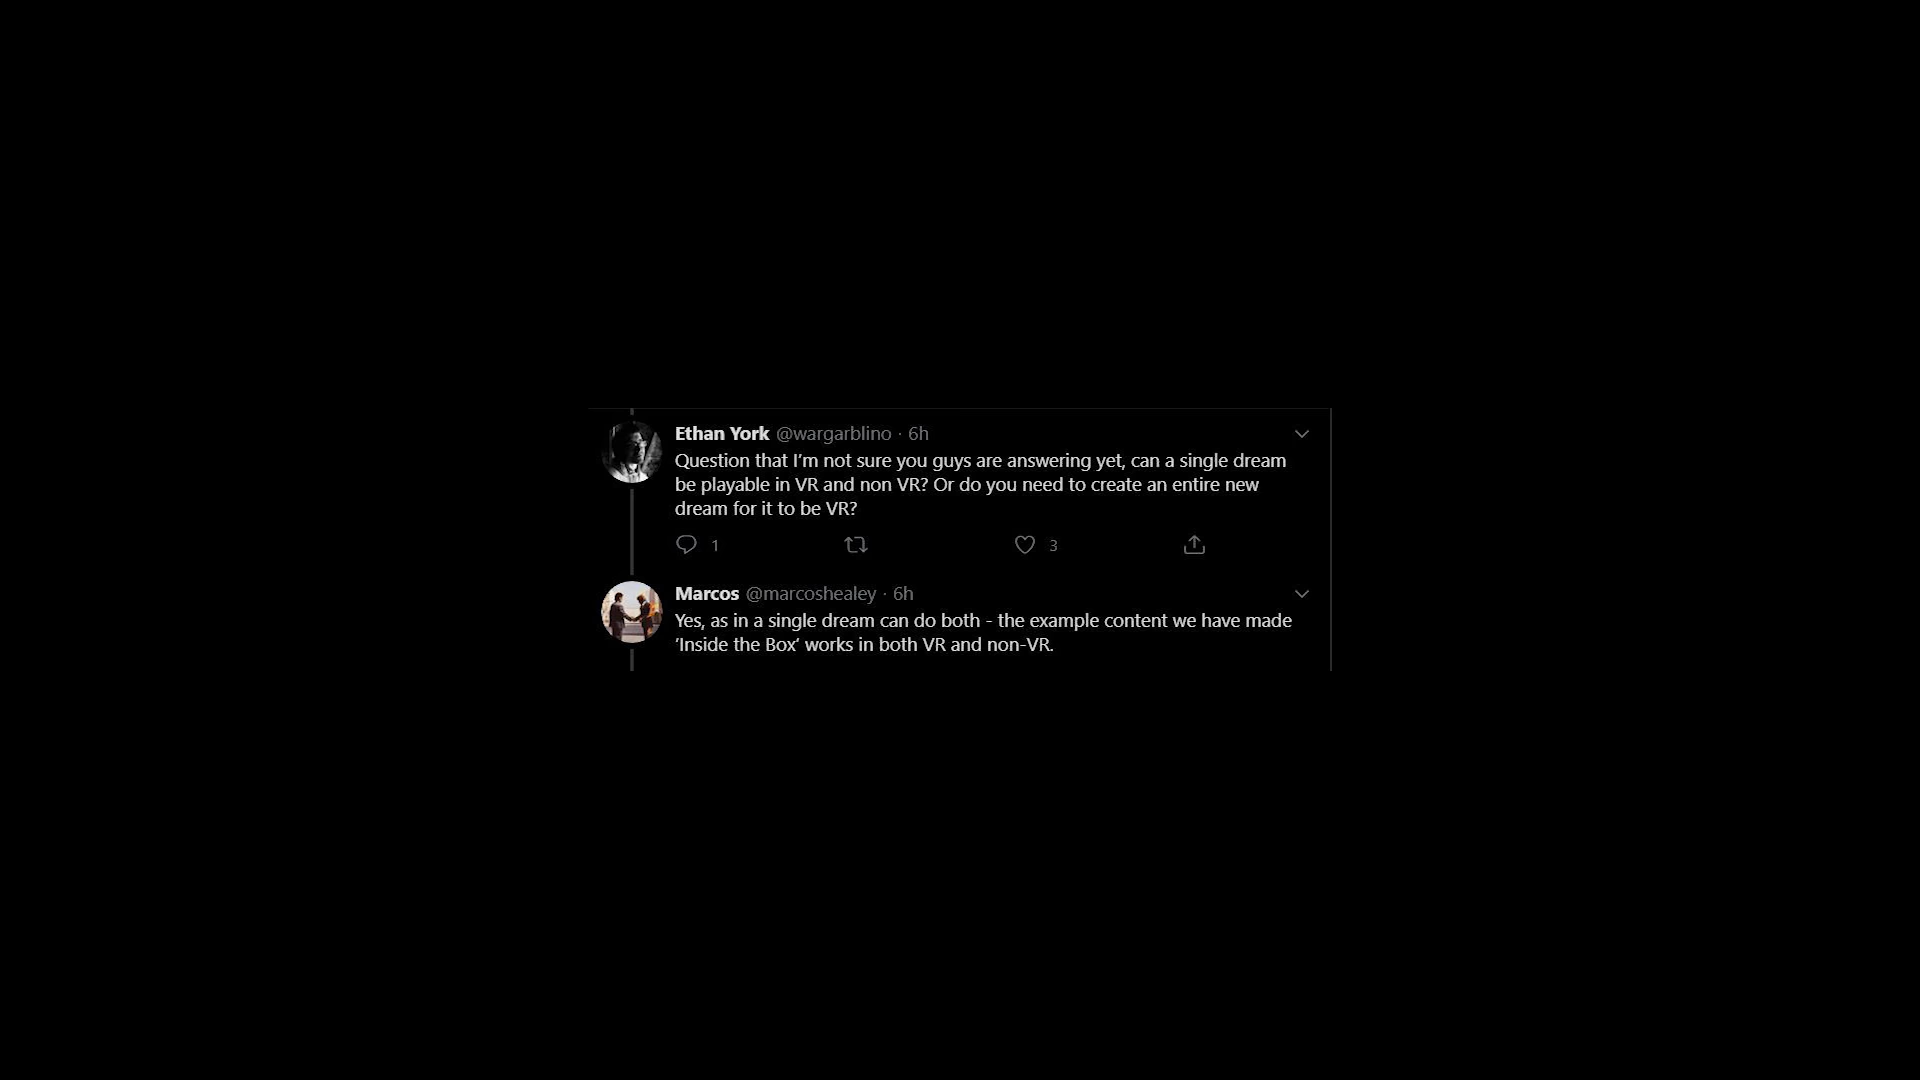 Ethan York @wargarblino · 6h
Question that I’m not sure you guys are answering yet, can a single dream
be playable in VR and non VR? Or do you need to create an entire new
dream for it to be VR?
1 3
Marcos @marcoshealey · 6h
Yes, as in a single dream can do both - the example content we have made
‘Inside the Box’ works in both VR and non-VR.